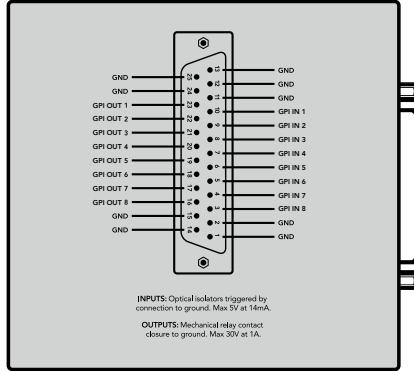 GND 25
GND 24
GPI OUT 1 23
GPI OUT 2 22
GPI OUT 3 21
GPI OUT 4 20
GPI OUT 5 19
GPI OUT 6 18
GPI OUT 7 17
GPI OUT 8 16
GND 15
GND 14
13 GND
12 GND
11 GND
10 GPI IN 1
9 GPI IN 2
8 GPI IN 3
7 GPI IN 4
6 GPI IN 5
5 GPI IN 6
4 GPI IN 7
3 GPI IN 8
2 GND
1 GND
INPUTS: Optical isolators triggered by
connection to ground. Max 5V at 14mA.
OUTPUTS: Mechanical relay contact
closure to ground. Max 30V at 1A.